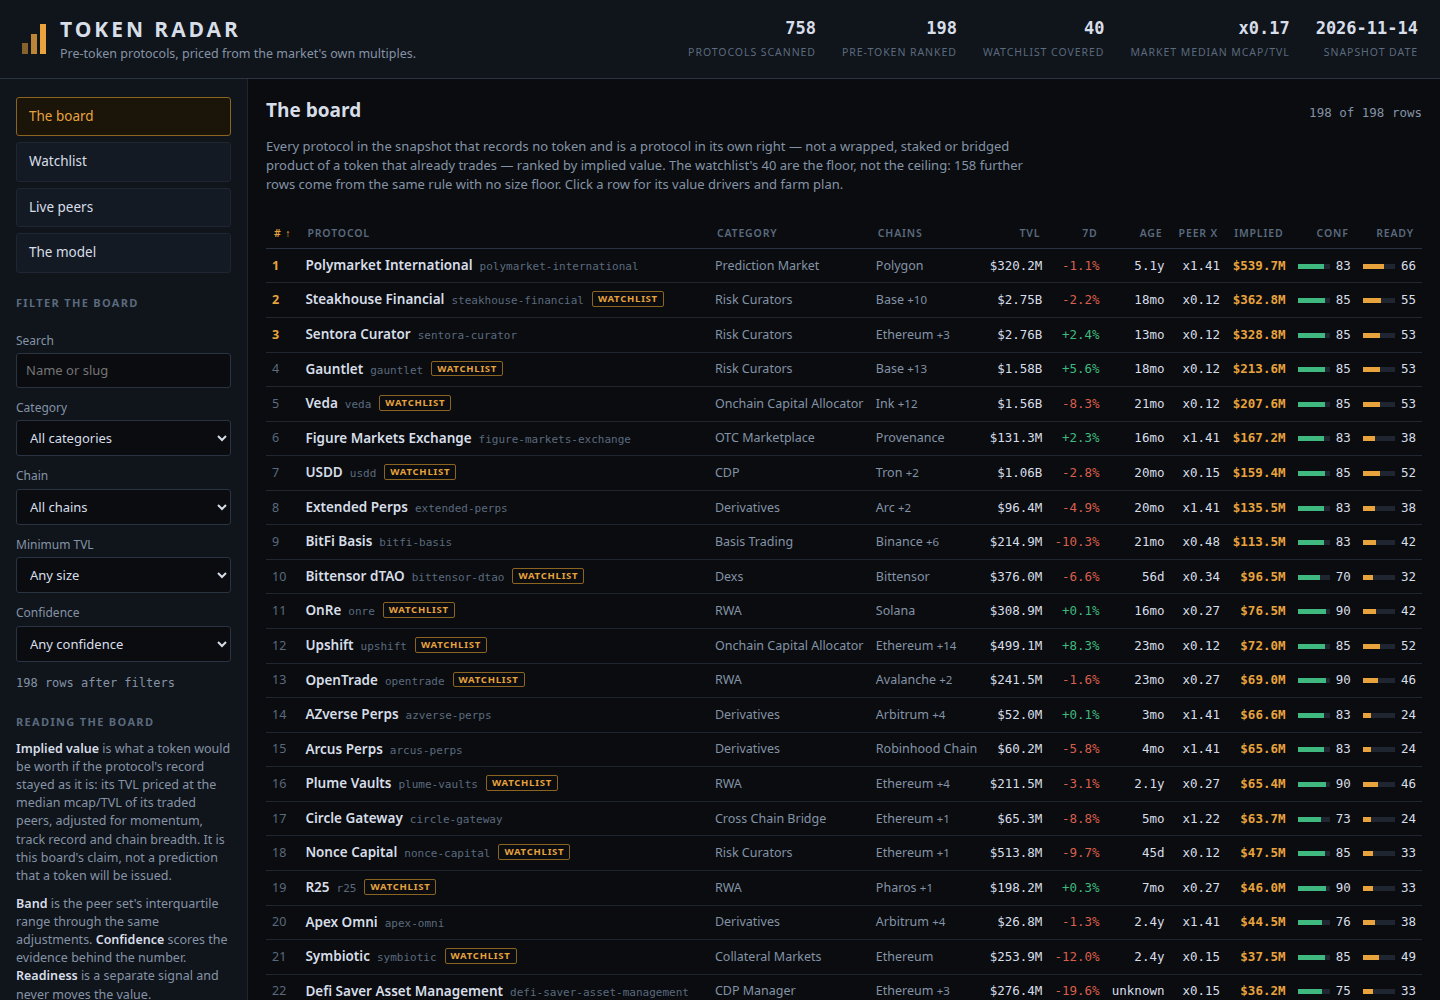 TOKEN RADAR
Pre-token protocols, priced from the market's own multiples.
758 198 40 x0.17 2026-11-14
PROTOCOLS SCANNED PRE-TOKEN RANKED WATCHLIST COVERED MARKET MEDIAN MCAP/TVL SNAPSHOT DATE
The board
Watchlist
Live peers
The model
FILTER THE BOARD
Search
Name or slug
Category
All categories
Chain
All chains
Minimum TVL
Any size
Confidence
Any confidence
198 rows after filters
READING THE BOARD
Implied value is what a token would
be worth if the protocol's record
stayed as it is: its TVL priced at the
median mcap/TVL of its traded
peers, adjusted for momentum,
track record and chain breadth. It is
this board's claim, not a prediction
that a token will be issued.
Band is the peer set's interquartile
range through the same
adjustments. Confidence scores the
evidence behind the number.
Readiness is a separate signal and
never moves the value.
The board
198 of 198 rows
Every protocol in the snapshot that records no token and is a protocol in its own right — not a wrapped, staked or bridged
product of a token that already trades — ranked by implied value. The watchlist's 40 are the floor, not the ceiling: 158 further
rows come from the same rule with no size floor. Click a row for its value drivers and farm plan.
# ↑ PROTOCOL CATEGORY CHAINS TVL 7D AGE PEER X IMPLIED CONF READY
1 Polymarket International polymarket-international Prediction Market Polygon $320.2M -1.1% 5.1y x1.41 $539.7M 83 66
2 Steakhouse Financial steakhouse-financial WATCHLIST Risk Curators Base +10 $2.75B -2.2% 18mo x0.12 $362.8M 85 55
3 Sentora Curator sentora-curator Risk Curators Ethereum +3 $2.76B +2.4% 13mo x0.12 $328.8M 85 53
4 Gauntlet gauntlet WATCHLIST Risk Curators Base +13 $1.58B +5.6% 18mo x0.12 $213.6M 85 53
5 Veda veda WATCHLIST Onchain Capital Allocator Ink +12 $1.56B -8.3% 21mo x0.12 $207.6M 85 53
6 Figure Markets Exchange figure-markets-exchange OTC Marketplace Provenance $131.3M +2.3% 16mo x1.41 $167.2M 83 38
7 USDD usdd WATCHLIST CDP Tron +2 $1.06B -2.8% 20mo x0.15 $159.4M 85 52
8 Extended Perps extended-perps Derivatives Arc +2 $96.4M -4.9% 20mo x1.41 $135.5M 83 38
9 BitFi Basis bitfi-basis Basis Trading Binance +6 $214.9M -10.3% 21mo x0.48 $113.5M 83 42
10 Bittensor dTAO bittensor-dtao WATCHLIST Dexs Bittensor $376.0M -6.6% 56d x0.34 $96.5M 70 32
11 OnRe onre WATCHLIST RWA Solana $308.9M +0.1% 16mo x0.27 $76.5M 90 42
12 Upshift upshift WATCHLIST Onchain Capital Allocator Ethereum +14 $499.1M +8.3% 23mo x0.12 $72.0M 85 52
13 OpenTrade opentrade WATCHLIST RWA Avalanche +2 $241.5M -1.6% 23mo x0.27 $69.0M 90 46
14 AZverse Perps azverse-perps Derivatives Arbitrum +4 $52.0M +0.1% 3mo x1.41 $66.6M 83 24
15 Arcus Perps arcus-perps Derivatives Robinhood Chain $60.2M -5.8% 4mo x1.41 $65.6M 83 24
16 Plume Vaults plume-vaults WATCHLIST RWA Ethereum +4 $211.5M -3.1% 2.1y x0.27 $65.4M 90 46
17 Circle Gateway circle-gateway Cross Chain Bridge Ethereum +1 $65.3M -8.8% 5mo x1.22 $63.7M 73 24
18 Nonce Capital nonce-capital WATCHLIST Risk Curators Ethereum +1 $513.8M -9.7% 45d x0.12 $47.5M 85 33
19 R25 r25 WATCHLIST RWA Pharos +1 $198.2M +0.3% 7mo x0.27 $46.0M 90 33
20 Apex Omni apex-omni Derivatives Arbitrum +4 $26.8M -1.3% 2.4y x1.41 $44.5M 76 38
21 Symbiotic symbiotic WATCHLIST Collateral Markets Ethereum $253.9M -12.0% 2.4y x0.15 $37.5M 85 49
22 Defi Saver Asset Management defi-saver-asset-management CDP Manager Ethereum +3 $276.4M -19.6% unknown x0.15 $36.2M 75 33